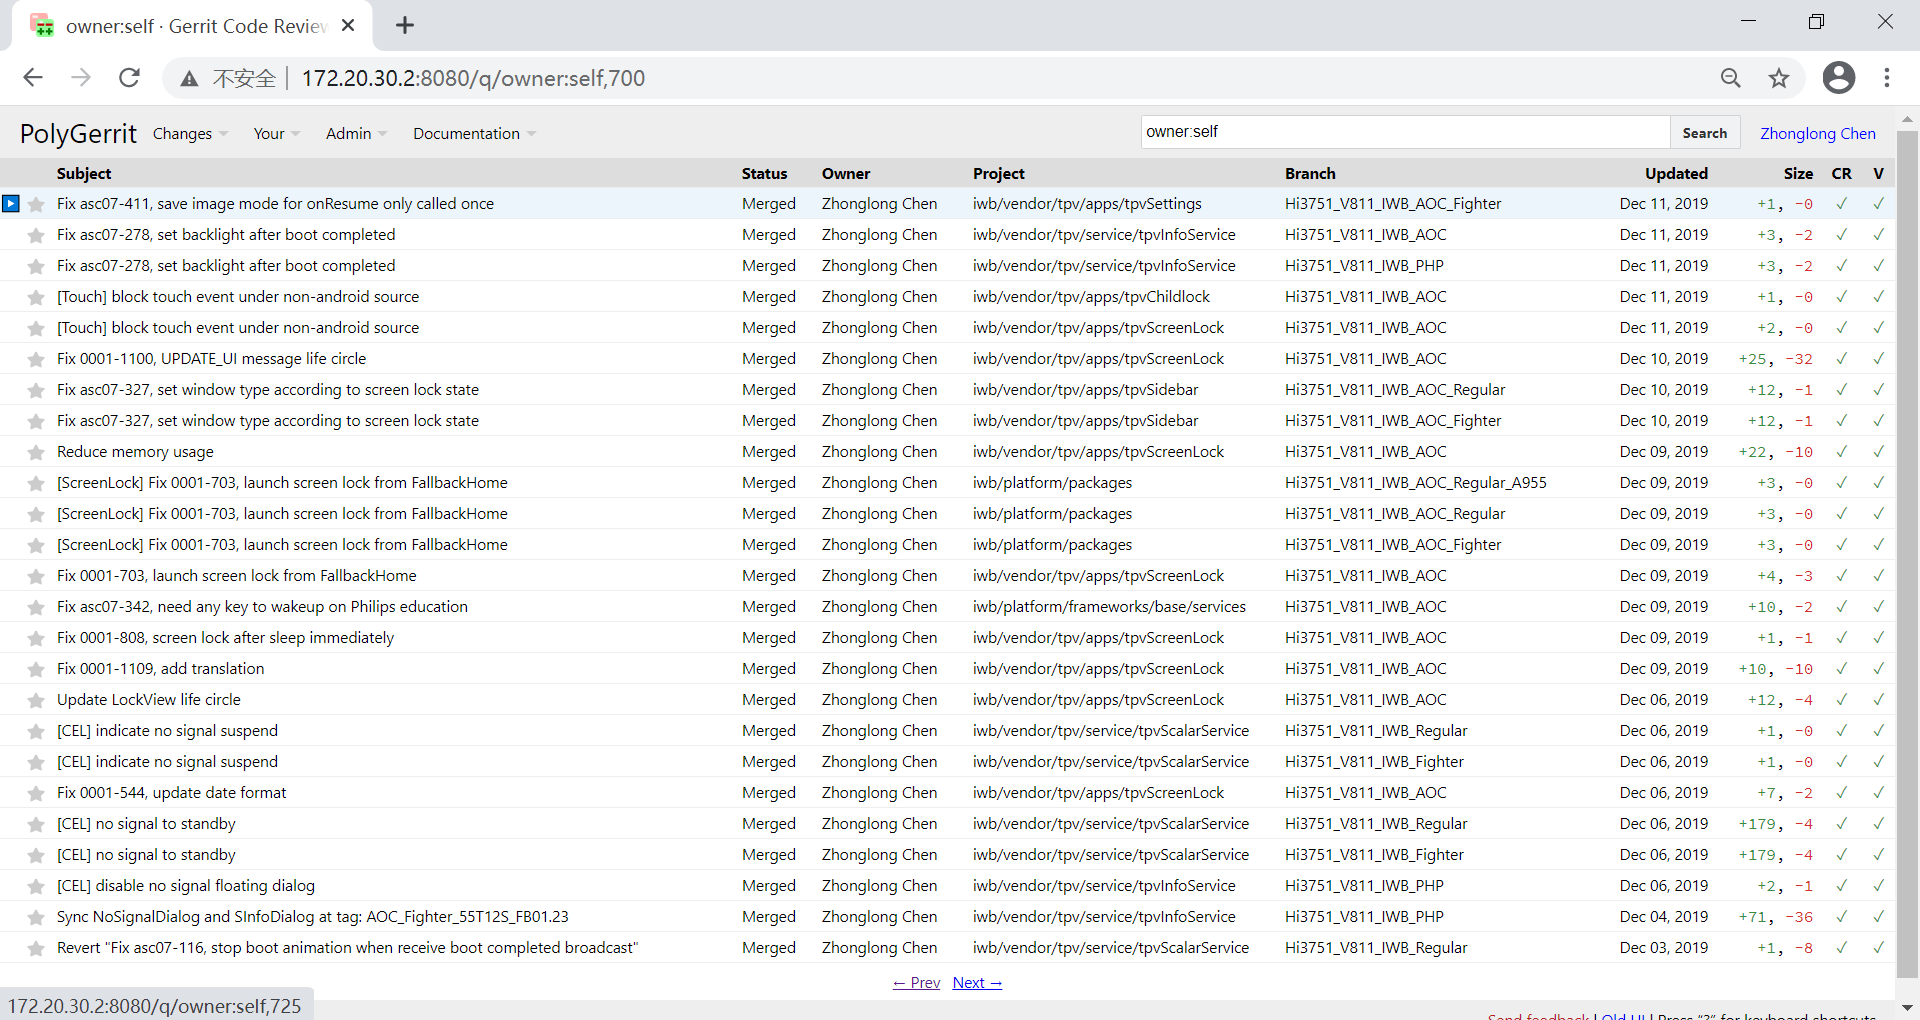 owner:self · Gerrit Code Review
不安全 172.20.30.2:8080/q/owner:self,700
PolyGerrit Changes Your Admin Documentation owner:self Search Zhonglong Chen
Subject Status Owner Project Branch Updated Size CR V
Fix asc07-411, save image mode for onResume only called once Merged Zhonglong Chen iwb/vendor/tpv/apps/tpvSettings Hi3751_V811_IWB_AOC_Fighter Dec 11, 2019 +1, -0 ✓ ✓
Fix asc07-278, set backlight after boot completed Merged Zhonglong Chen iwb/vendor/tpv/service/tpvInfoService Hi3751_V811_IWB_AOC Dec 11, 2019 +3, -2 ✓ ✓
Fix asc07-278, set backlight after boot completed Merged Zhonglong Chen iwb/vendor/tpv/service/tpvInfoService Hi3751_V811_IWB_PHP Dec 11, 2019 +3, -2 ✓ ✓
[Touch] block touch event under non-android source Merged Zhonglong Chen iwb/vendor/tpv/apps/tpvChildlock Hi3751_V811_IWB_AOC Dec 11, 2019 +1, -0 ✓ ✓
[Touch] block touch event under non-android source Merged Zhonglong Chen iwb/vendor/tpv/apps/tpvScreenLock Hi3751_V811_IWB_AOC Dec 11, 2019 +2, -0 ✓ ✓
Fix 0001-1100, UPDATE_UI message life circle Merged Zhonglong Chen iwb/vendor/tpv/apps/tpvScreenLock Hi3751_V811_IWB_AOC Dec 10, 2019 +25, -32 ✓ ✓
Fix asc07-327, set window type according to screen lock state Merged Zhonglong Chen iwb/vendor/tpv/apps/tpvSidebar Hi3751_V811_IWB_AOC_Regular Dec 10, 2019 +12, -1 ✓ ✓
Fix asc07-327, set window type according to screen lock state Merged Zhonglong Chen iwb/vendor/tpv/apps/tpvSidebar Hi3751_V811_IWB_AOC_Fighter Dec 10, 2019 +12, -1 ✓ ✓
Reduce memory usage Merged Zhonglong Chen iwb/vendor/tpv/apps/tpvScreenLock Hi3751_V811_IWB_AOC Dec 09, 2019 +22, -10 ✓ ✓
[ScreenLock] Fix 0001-703, launch screen lock from FallbackHome Merged Zhonglong Chen iwb/platform/packages Hi3751_V811_IWB_AOC_Regular_A955 Dec 09, 2019 +3, -0 ✓ ✓
[ScreenLock] Fix 0001-703, launch screen lock from FallbackHome Merged Zhonglong Chen iwb/platform/packages Hi3751_V811_IWB_AOC_Regular Dec 09, 2019 +3, -0 ✓ ✓
[ScreenLock] Fix 0001-703, launch screen lock from FallbackHome Merged Zhonglong Chen iwb/platform/packages Hi3751_V811_IWB_AOC_Fighter Dec 09, 2019 +3, -0 ✓ ✓
Fix 0001-703, launch screen lock from FallbackHome Merged Zhonglong Chen iwb/vendor/tpv/apps/tpvScreenLock Hi3751_V811_IWB_AOC Dec 09, 2019 +4, -3 ✓ ✓
Fix asc07-342, need any key to wakeup on Philips education Merged Zhonglong Chen iwb/platform/frameworks/base/services Hi3751_V811_IWB_AOC Dec 09, 2019 +10, -2 ✓ ✓
Fix 0001-808, screen lock after sleep immediately Merged Zhonglong Chen iwb/vendor/tpv/apps/tpvScreenLock Hi3751_V811_IWB_AOC Dec 09, 2019 +1, -1 ✓ ✓
Fix 0001-1109, add translation Merged Zhonglong Chen iwb/vendor/tpv/apps/tpvScreenLock Hi3751_V811_IWB_AOC Dec 09, 2019 +10, -10 ✓ ✓
Update LockView life circle Merged Zhonglong Chen iwb/vendor/tpv/apps/tpvScreenLock Hi3751_V811_IWB_AOC Dec 06, 2019 +12, -4 ✓ ✓
[CEL] indicate no signal suspend Merged Zhonglong Chen iwb/vendor/tpv/service/tpvScalarService Hi3751_V811_IWB_Regular Dec 06, 2019 +1, -0 ✓ ✓
[CEL] indicate no signal suspend Merged Zhonglong Chen iwb/vendor/tpv/service/tpvScalarService Hi3751_V811_IWB_Fighter Dec 06, 2019 +1, -0 ✓ ✓
Fix 0001-544, update date format Merged Zhonglong Chen iwb/vendor/tpv/apps/tpvScreenLock Hi3751_V811_IWB_AOC Dec 06, 2019 +7, -2 ✓ ✓
[CEL] no signal to standby Merged Zhonglong Chen iwb/vendor/tpv/service/tpvScalarService Hi3751_V811_IWB_Regular Dec 06, 2019 +179, -4 ✓ ✓
[CEL] no signal to standby Merged Zhonglong Chen iwb/vendor/tpv/service/tpvScalarService Hi3751_V811_IWB_Fighter Dec 06, 2019 +179, -4 ✓ ✓
[CEL] disable no signal floating dialog Merged Zhonglong Chen iwb/vendor/tpv/service/tpvInfoService Hi3751_V811_IWB_PHP Dec 06, 2019 +2, -1 ✓ ✓
Sync NoSignalDialog and SInfoDialog at tag: AOC_Fighter_55T12S_FB01.23 Merged Zhonglong Chen iwb/vendor/tpv/service/tpvInfoService Hi3751_V811_IWB_PHP Dec 04, 2019 +71, -36 ✓ ✓
Revert "Fix asc07-116, stop boot animation when receive boot completed broadcast" Merged Zhonglong Chen iwb/vendor/tpv/service/tpvScalarService Hi3751_V811_IWB_Regular Dec 03, 2019 +1, -8 ✓ ✓
← Prev Next →
172.20.30.2:8080/q/owner:self,725
Send feedback | Old UI | Press "?" for keyboard shortcuts